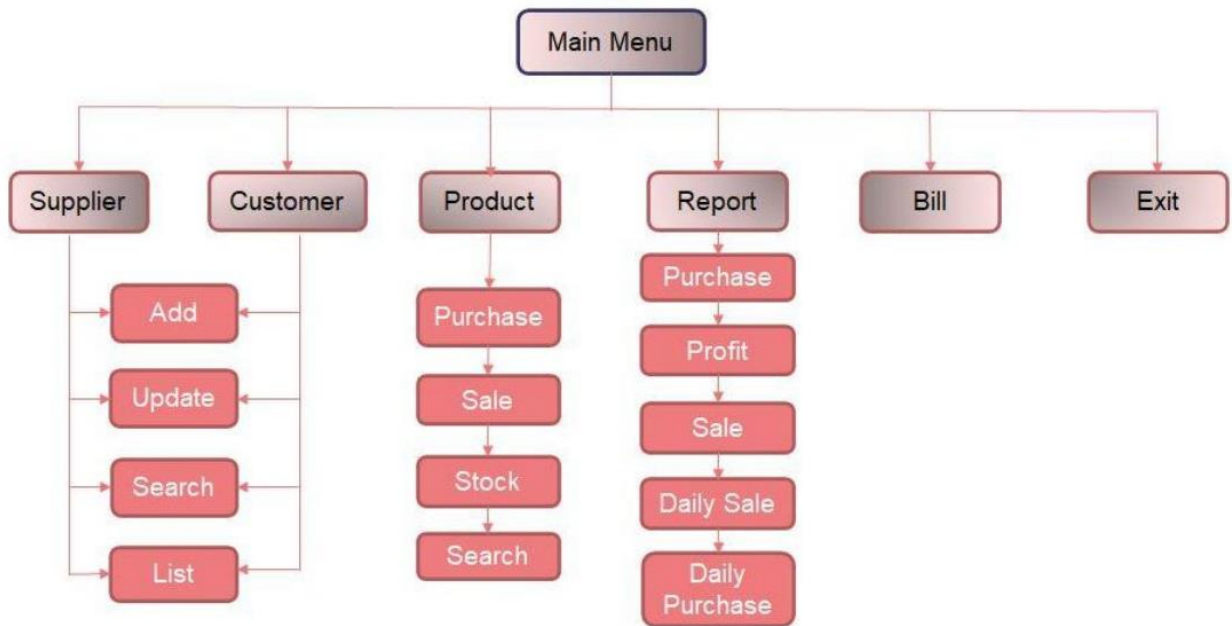 Main Menu
Supplier
Customer
Product
Report
Bill
Exit
Add
Update
Search
List
Purchase
Sale
Stock
Search
Purchase
Profit
Sale
Daily Sale
Daily
Purchase